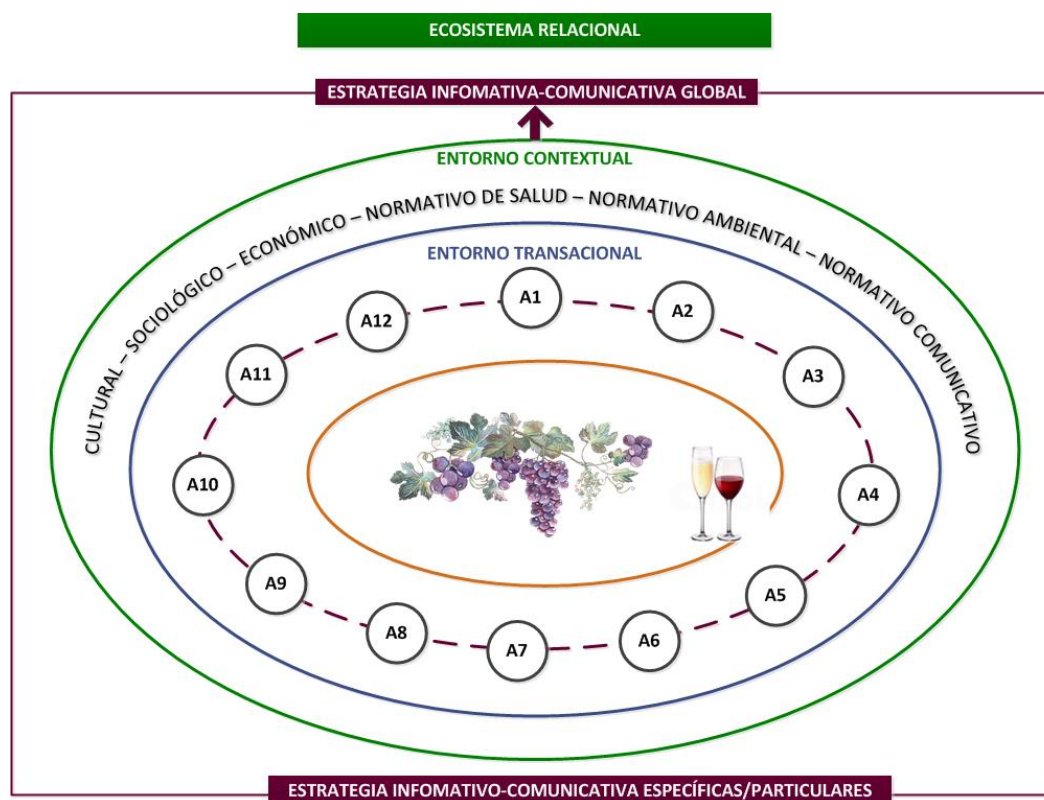 ECOSISTEMA RELACIONAL
ESTRATEGIA INFOMATIVA-COMUNICATIVA GLOBAL
ENTORNO CONTEXTUAL
CULTURAL – SOCIOLÓGICO – ECONÓMICO – NORMATIVO DE SALUD – NORMATIVO AMBIENTAL – NORMATIVO COMUNICATIVO
ENTORNO TRANSACIONAL
A1
A2
A3
A4
A5
A6
A7
A8
A9
A10
A11
A12
ESTRATEGIA INFOMATIVO-COMUNICATIVA ESPECÍFICAS/PARTICULARES